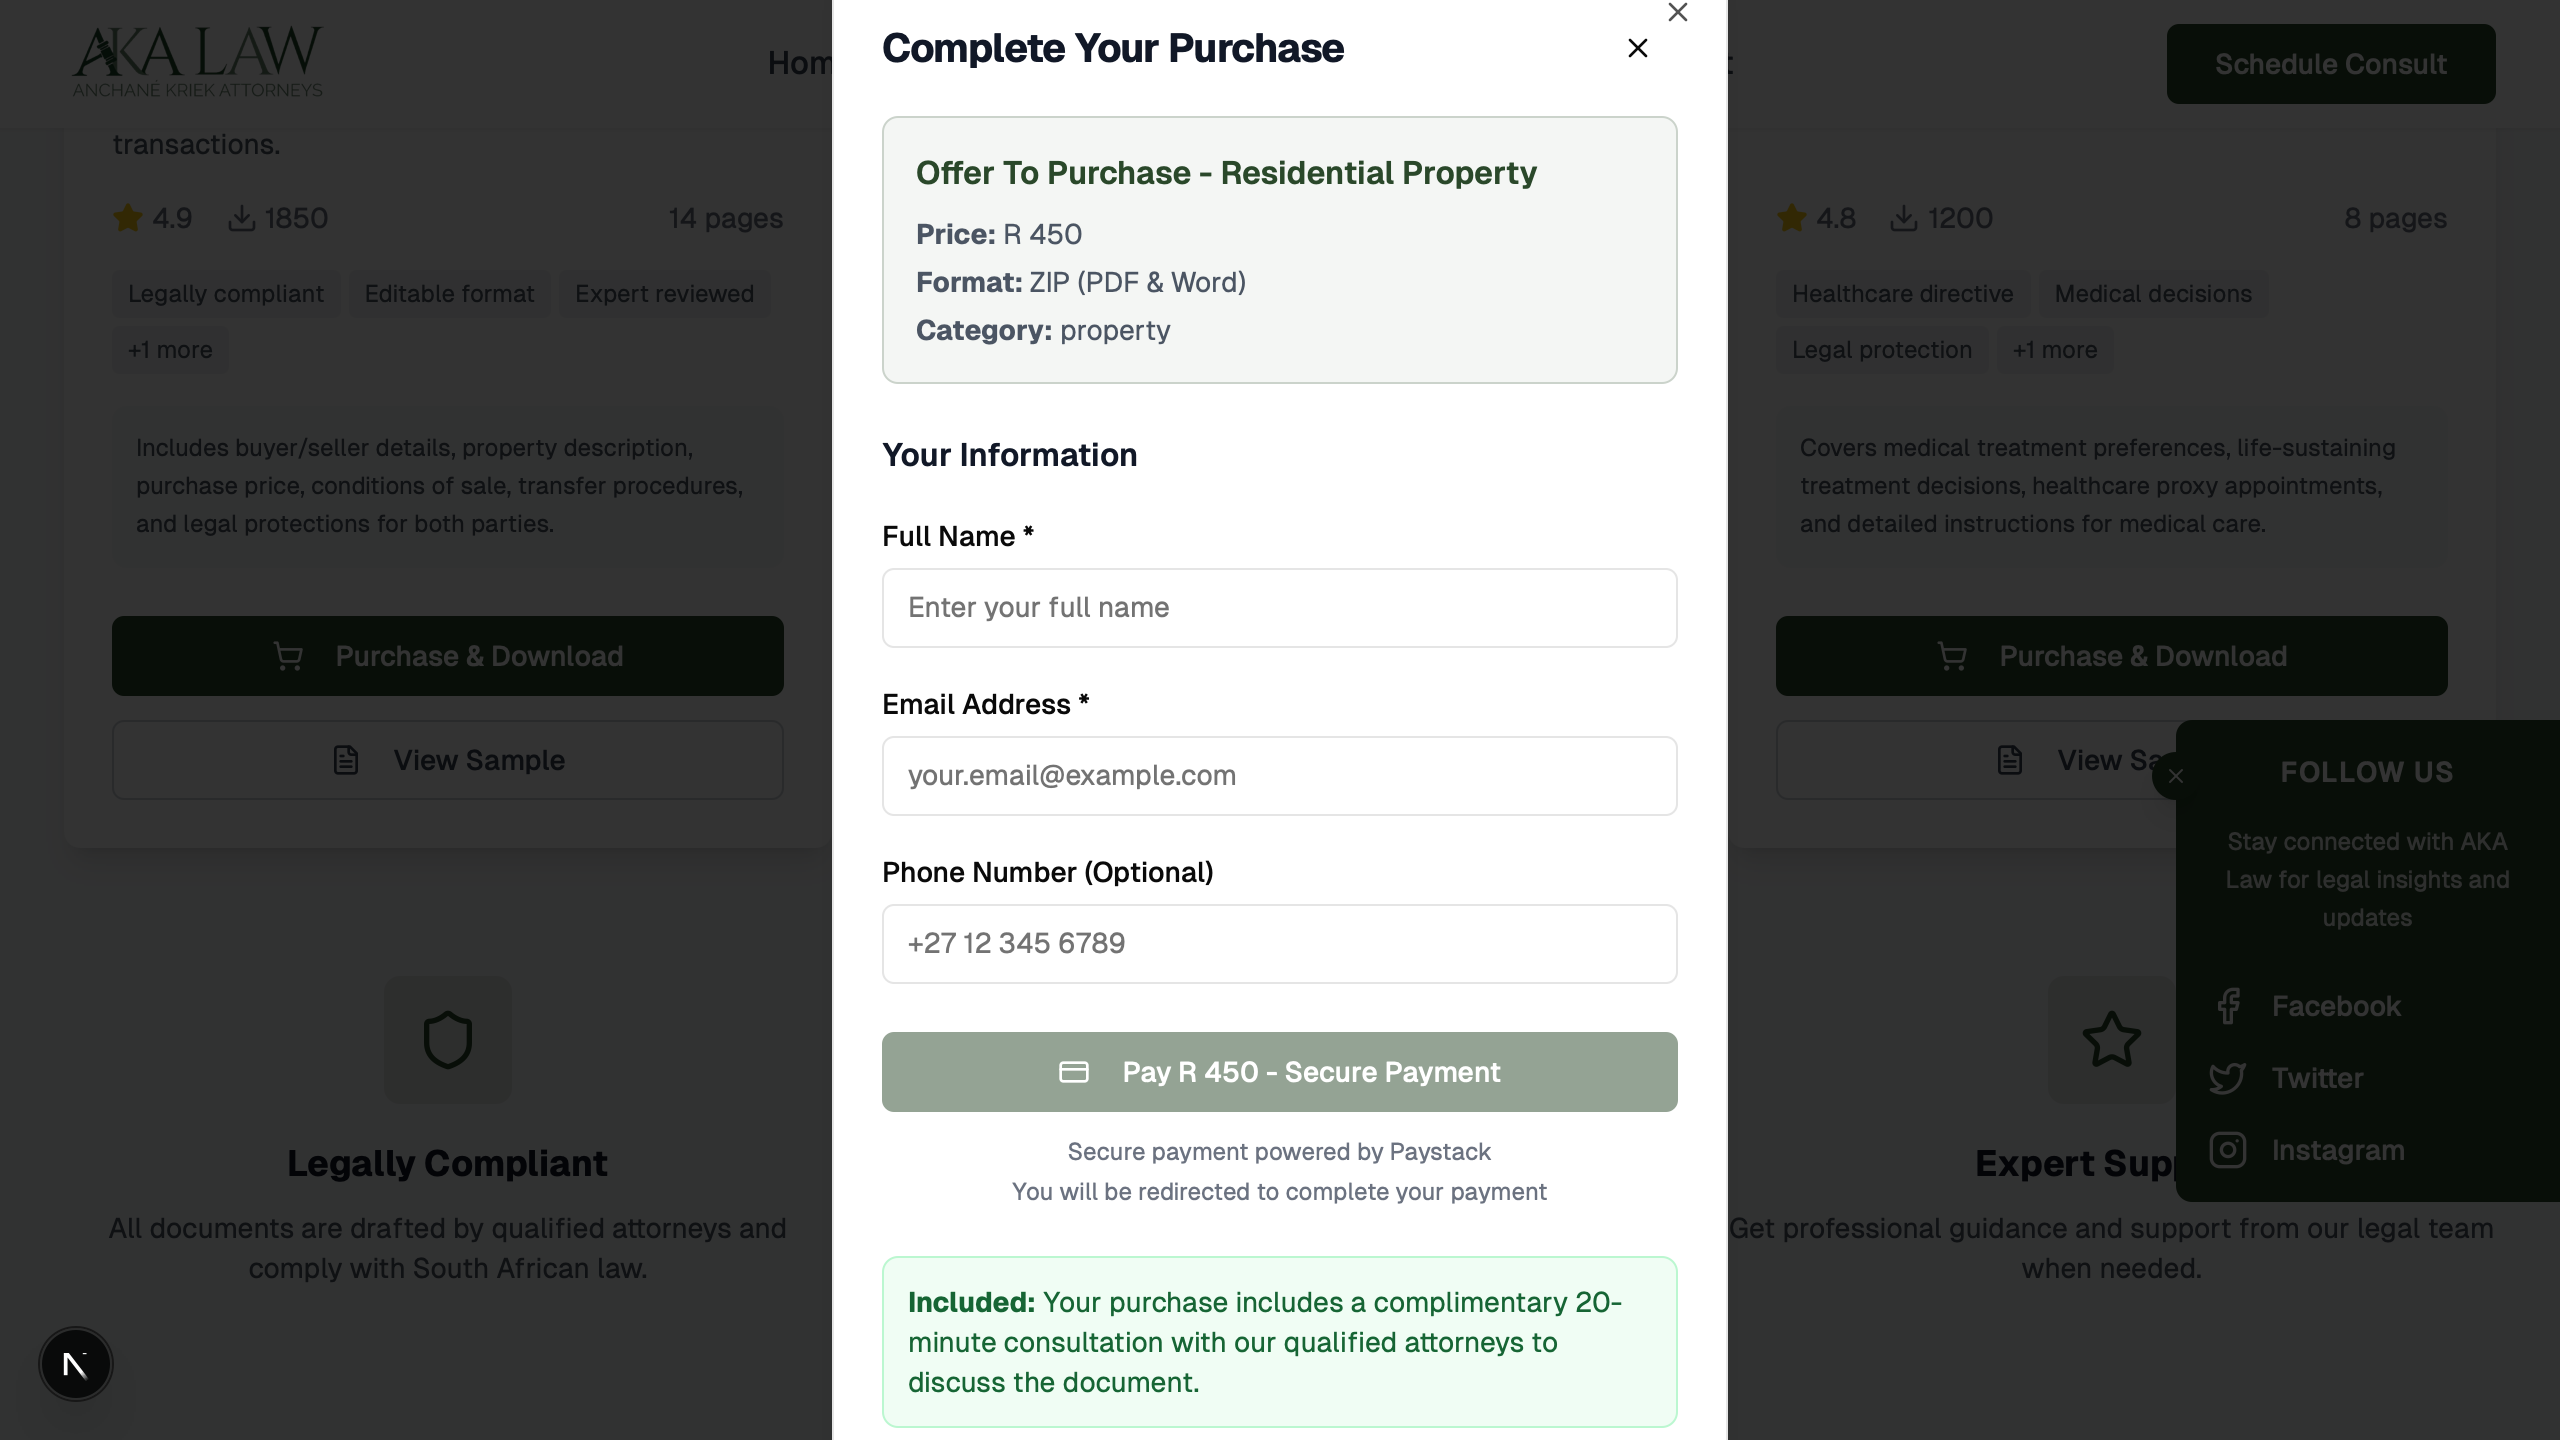 AKA LAW
ANCHANÉ KRIEK ATTORNEYS
Hom
Schedule Consult
transactions.
4.9
1850
14 pages
Legally compliant
Editable format
Expert reviewed
+1 more
Includes buyer/seller details, property description,
purchase price, conditions of sale, transfer procedures,
and legal protections for both parties.
Purchase & Download
View Sample
Legally Compliant
All documents are drafted by qualified attorneys and
comply with South African law.
Complete Your Purchase
Offer To Purchase - Residential Property
Price: R 450
Format: ZIP (PDF & Word)
Category: property
Your Information
Full Name *
Enter your full name
Email Address *
your.email@example.com
Phone Number (Optional)
+27 12 345 6789
Pay R 450 - Secure Payment
Secure payment powered by Paystack
You will be redirected to complete your payment
Included: Your purchase includes a complimentary 20-
minute consultation with our qualified attorneys to
discuss the document.
4.8
1200
8 pages
Healthcare directive
Medical decisions
Legal protection
+1 more
Covers medical treatment preferences, life-sustaining
treatment decisions, healthcare proxy appointments,
and detailed instructions for medical care.
Purchase & Download
View Sa
FOLLOW US
Stay connected with AKA
Law for legal insights and
updates
Facebook
Twitter
Instagram
Expert Sup
Get professional guidance and support from our legal team
when needed.